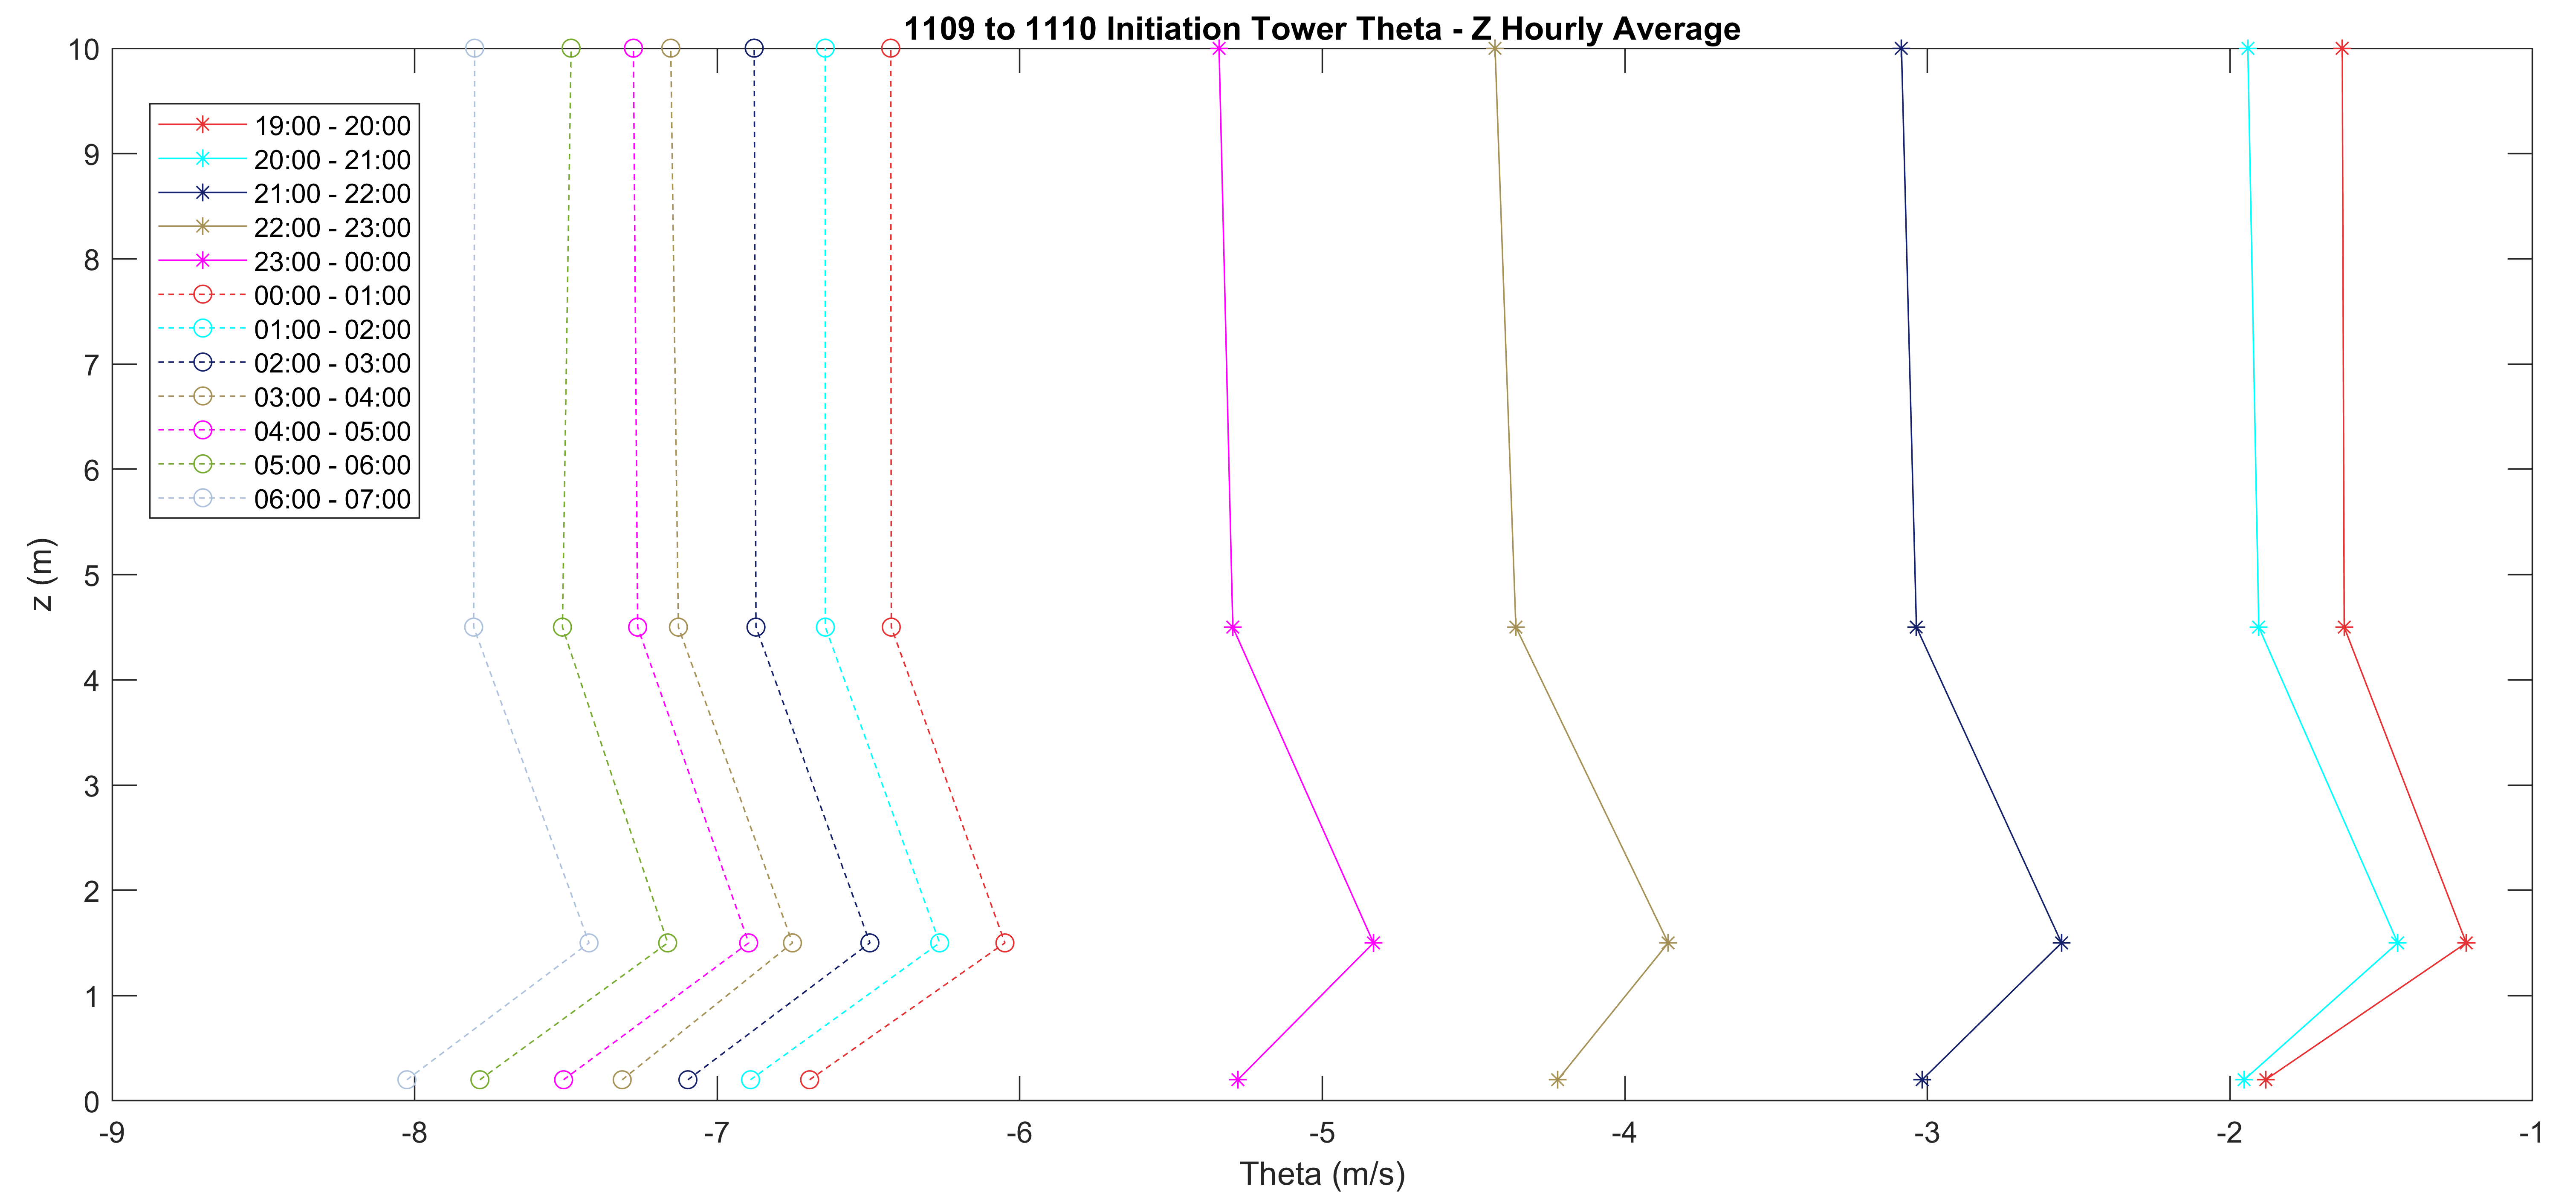 1109 to 1110 Initiation Tower Theta - Z Hourly Average
10
9
8
7
6
5
4
3
2
1
0
z (m)
19:00 - 20:00
20:00 - 21:00
21:00 - 22:00
22:00 - 23:00
23:00 - 00:00
00:00 - 01:00
01:00 - 02:00
02:00 - 03:00
03:00 - 04:00
04:00 - 05:00
05:00 - 06:00
06:00 - 07:00
-9 -8 -7 -6 -5 -4 -3 -2 -1
Theta (m/s)